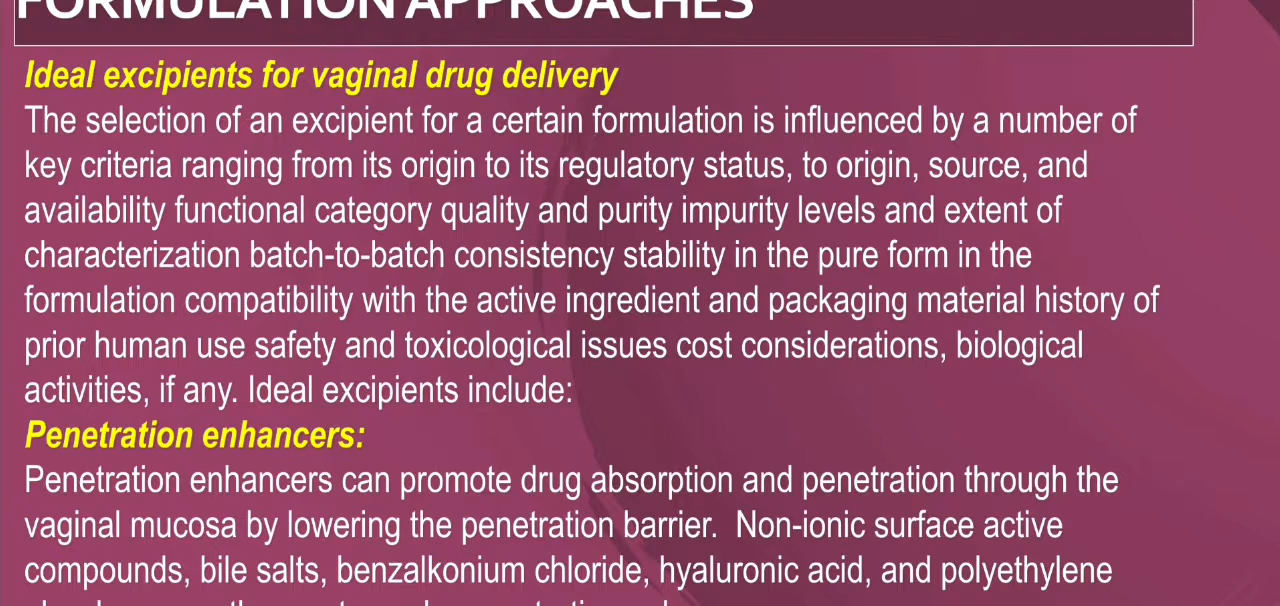 FORMULATION APPROACHES
Ideal excipients for vaginal drug delivery
The selection of an excipient for a certain formulation is influenced by a number of
key criteria ranging from its origin to its regulatory status, to origin, source, and
availability functional category quality and purity impurity levels and extent of
characterization batch-to-batch consistency stability in the pure form in the
formulation compatibility with the active ingredient and packaging material history of
prior human use safety and toxicological issues cost considerations, biological
activities, if any. Ideal excipients include:
Penetration enhancers:
Penetration enhancers can promote drug absorption and penetration through the
vaginal mucosa by lowering the penetration barrier.  Non-ionic surface active
compounds, bile salts, benzalkonium chloride, hyaluronic acid, and polyethylene